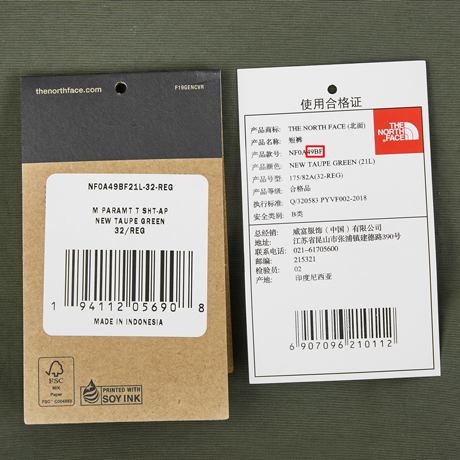 thenorthface.com
F19GENCVR
NF0A49BF21L-32-REG
M PARAMT T SHT-AP
NEW TAUPE GREEN
32/REG
1 94112 05690 8
MADE IN INDONESIA
FSC
MIX
Paper
PRINTED WITH
SOY INK
使用合格证
产品商标: THE NORTH FACE (北面)
产品名称: 短裤
产品款号: NF0A49BF
产品颜色: NEW TAUPE GREEN (21L)
产品号型: 175/82A(32-REG)
产品等级: 合格品
执行标准: Q/320583 PYVF002-2018
安全类别: B类
THE
NORTH
FACE
总经销: 威富服饰(中国)有限公司
地址: 江苏省昆山市张浦镇建德路390号
联系电话: 021-61705600
邮编: 215321
检验员: 02
产地: 印度尼西亚
6 907096 210112